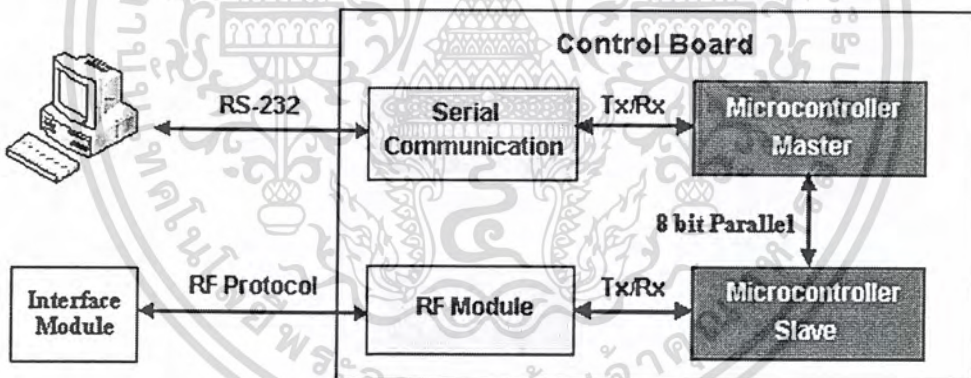 Control Board
RS-232
Serial
Communication
Tx/Rx
Microcontroller
Master
8 bit Parallel
Interface
Module
RF Protocol
RF Module
Tx/Rx
Microcontroller
Slave